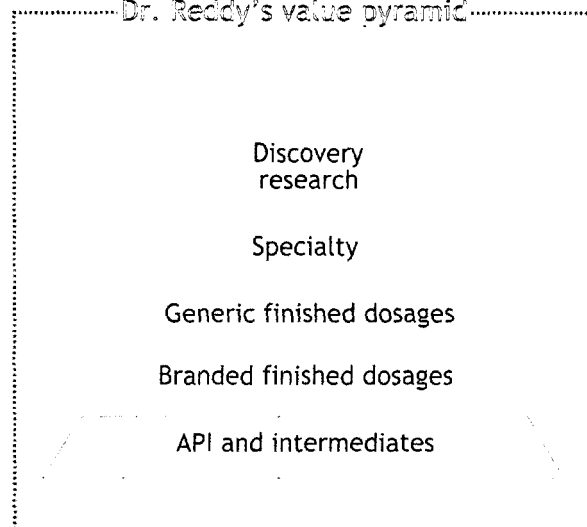 Dr. Reddy's value pyramid
Discovery
research
Specialty
Generic finished dosages
Branded finished dosages
API and intermediates